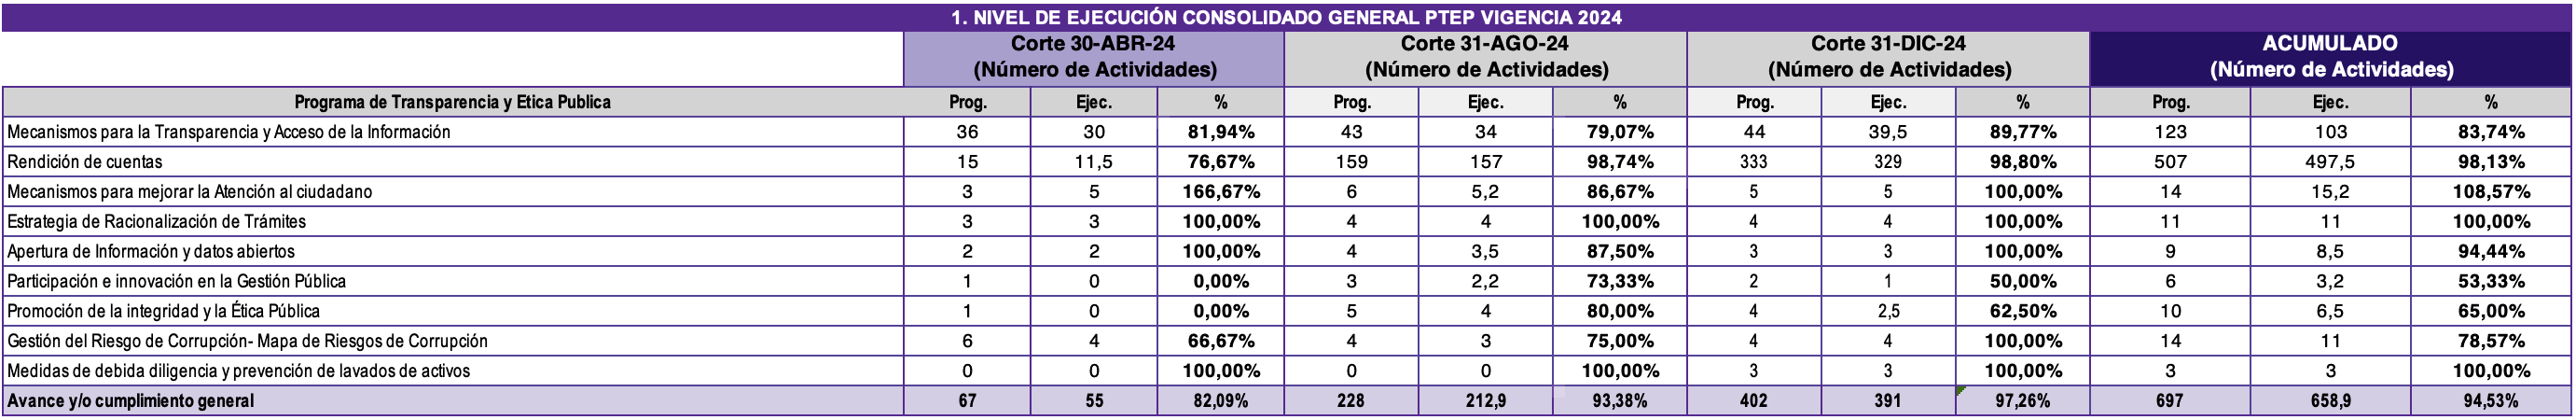 1. NIVEL DE EJECUCIÓN CONSOLIDADO GENERAL PTEP VIGENCIA 2024
Corte 30-ABR-24 Corte 31-AGO-24 Corte 31-DIC-24 ACUMULADO
(Número de Actividades) (Número de Actividades) (Número de Actividades) (Número de Actividades)
Programa de Transparencia y Etica Publica Prog. Ejec. % Prog. Ejec. % Prog. Ejec. % Prog. Ejec. %
Mecanismos para la Transparencia y Acceso de la Información 36 30 81,94% 43 34 79,07% 44 39,5 89,77% 123 103 83,74%
Rendición de cuentas 15 11,5 76,67% 159 157 98,74% 333 329 98,80% 507 497,5 98,13%
Mecanismos para mejorar la Atención al ciudadano 3 5 166,67% 6 5,2 86,67% 5 5 100,00% 14 15,2 108,57%
Estrategia de Racionalización de Trámites 3 3 100,00% 4 4 100,00% 4 4 100,00% 11 11 100,00%
Apertura de Información y datos abiertos 2 2 100,00% 4 3,5 87,50% 3 3 100,00% 9 8,5 94,44%
Participación e innovación en la Gestión Pública 1 0 0,00% 3 2,2 73,33% 2 1 50,00% 6 3,2 53,33%
Promoción de la integridad y la Ética Pública 1 0 0,00% 5 4 80,00% 4 2,5 62,50% 10 6,5 65,00%
Gestión del Riesgo de Corrupción- Mapa de Riesgos de Corrupción 6 4 66,67% 4 3 75,00% 4 4 100,00% 14 11 78,57%
Medidas de debida diligencia y prevención de lavados de activos 0 0 100,00% 0 0 100,00% 3 3 100,00% 3 3 100,00%
Avance y/o cumplimiento general 67 55 82,09% 228 212,9 93,38% 402 391 97,26% 697 658,9 94,53%